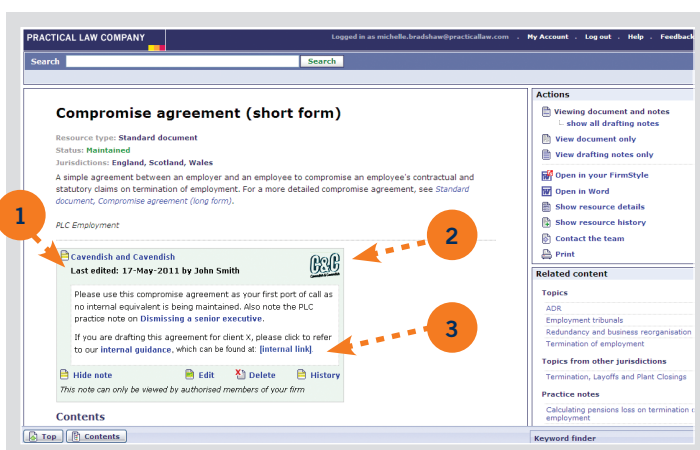 PRACTICAL LAW COMPANY
Logged in as michelle.bradshaw@practicallaw.com . My Account . Log out . Help . Feedback
Search
Search
Compromise agreement (short form)
Resource type: Standard document
Status: Maintained
Jurisdictions: England, Scotland, Wales
A simple agreement between an employer and an employee to compromise an employee's contractual and
statutory claims on termination of employment. For a more detailed compromise agreement, see Standard
document, Compromise agreement (long form).
PLC Employment
1
2
3
Cavendish and Cavendish
Last edited: 17-May-2011 by John Smith
C&C
Cavendish & Cavendish
Please use this compromise agreement as your first port of call as
no internal equivalent is being maintained. Also note the PLC
practice note on Dismissing a senior executive.
If you are drafting this agreement for client X, please click to refer
to our internal guidance, which can be found at: [internal link].
Hide note
Edit
Delete
History
This note can only be viewed by authorised members of your firm
Contents
Top
Contents
Actions
Viewing document and notes
show all drafting notes
View document only
View drafting notes only
Open in your FirmStyle
Open in Word
Show resource details
Show resource history
Contact the team
Print
Related content
Topics
ADR
Employment tribunals
Redundancy and business reorganisation
Termination of employment
Topics from other jurisdictions
Termination, Layoffs and Plant Closings
Practice notes
Calculating pensions loss on termination
employment
Keyword finder